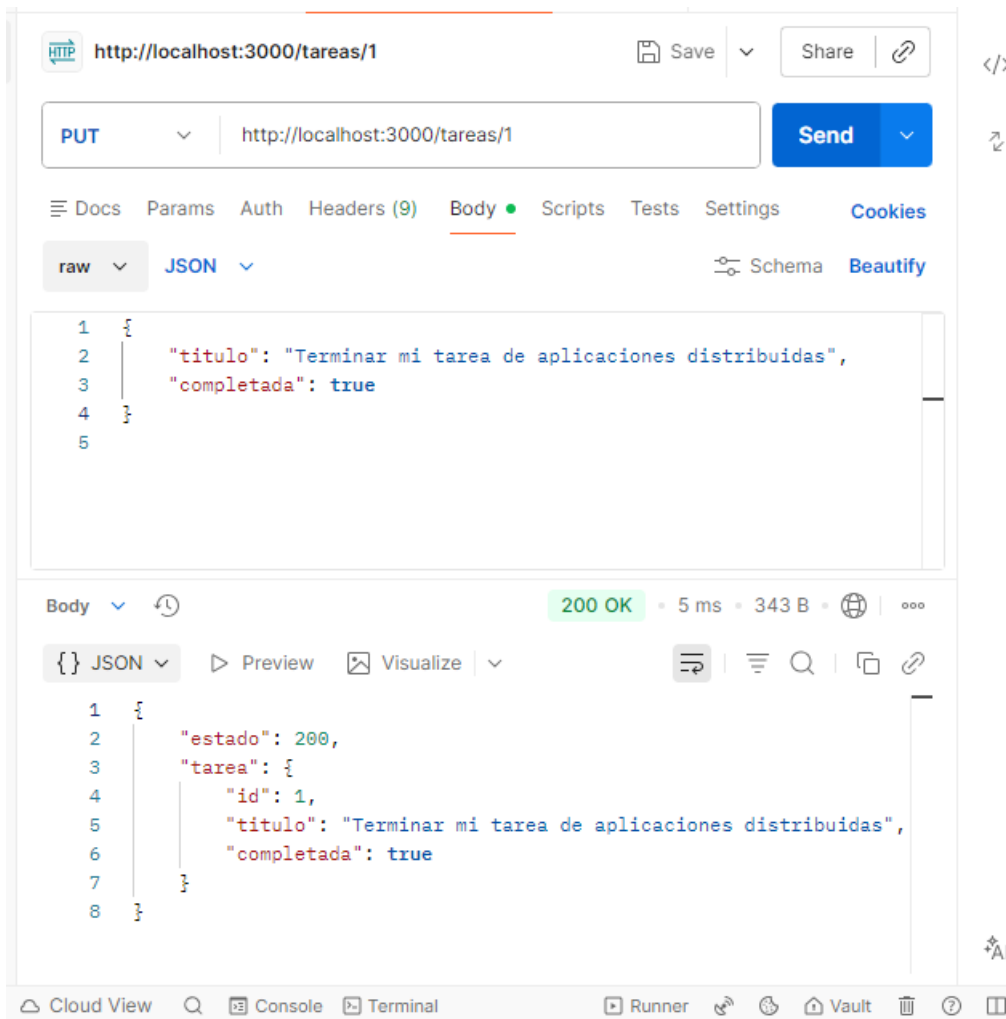 HTTP http://localhost:3000/tareas/1 Save Share
PUT http://localhost:3000/tareas/1 Send
Docs Params Auth Headers (9) Body Scripts Tests Settings Cookies
raw JSON Schema Beautify
1 {
2 "titulo": "Terminar mi tarea de aplicaciones distribuidas",
3 "completada": true
4 }
5
Body 200 OK • 5 ms • 343 B •
{} JSON Preview Visualize
1 {
2 "estado": 200,
3 "tarea": {
4 "id": 1,
5 "titulo": "Terminar mi tarea de aplicaciones distribuidas",
6 "completada": true
7 }
8 }
Cloud View Console Terminal Runner Vault